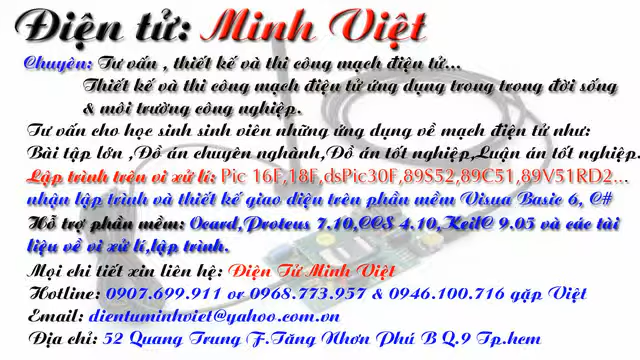 Điện tử: Minh Việt
Chuyên: Tư vấn , thiết kế và thi công mạch điện tử...
Thiết kế và thi công mạch điện tử ứng dụng trong trong đời sống
& môi trường công nghiệp.
Tư vấn cho học sinh sinh viên những ứng dụng về mạch điện tử như:
Bài tập lớn ,Đồ án chuyên nghành,Đồ án tốt nghiệp,Luận án tốt nghiệp.
Lập trình trên vi xử lí: Pic 16F,18F,dsPic30F,89S52,89C51,89V51RD2...
nhận lập trình và thiết kế giao diện trên phần mềm Visua Basic 6, C#
Hỗ trợ phần mềm: Ocard,Proteus 7.10,CCS 4.10,KeilC 9.05 và các tài
liệu về vi xử lí,lập trình.
Mọi chi tiết xin liên hệ: Điện Tử Minh Việt
Hotline: 0907.699.911 or 0968.773.957 & 0946.100.716 gặp Việt
Email: dientuminhviet@yahoo.com.vn
Địa chỉ: 52 Quang Trung F.Tăng Nhơn Phú B Q.9 Tp.hcm